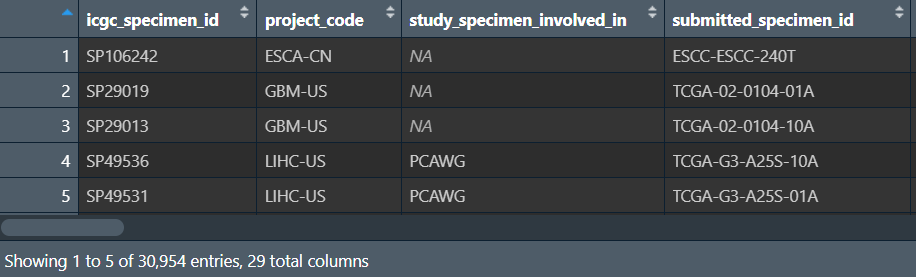 icgc_specimen_id project_code study_specimen_involved_in submitted_specimen_id
1 SP106242 ESCA-CN NA ESCC-ESCC-240T
2 SP29019 GBM-US NA TCGA-02-0104-01A
3 SP29013 GBM-US NA TCGA-02-0104-10A
4 SP49536 LIHC-US PCAWG TCGA-G3-A25S-10A
5 SP49531 LIHC-US PCAWG TCGA-G3-A25S-01A
Showing 1 to 5 of 30,954 entries, 29 total columns